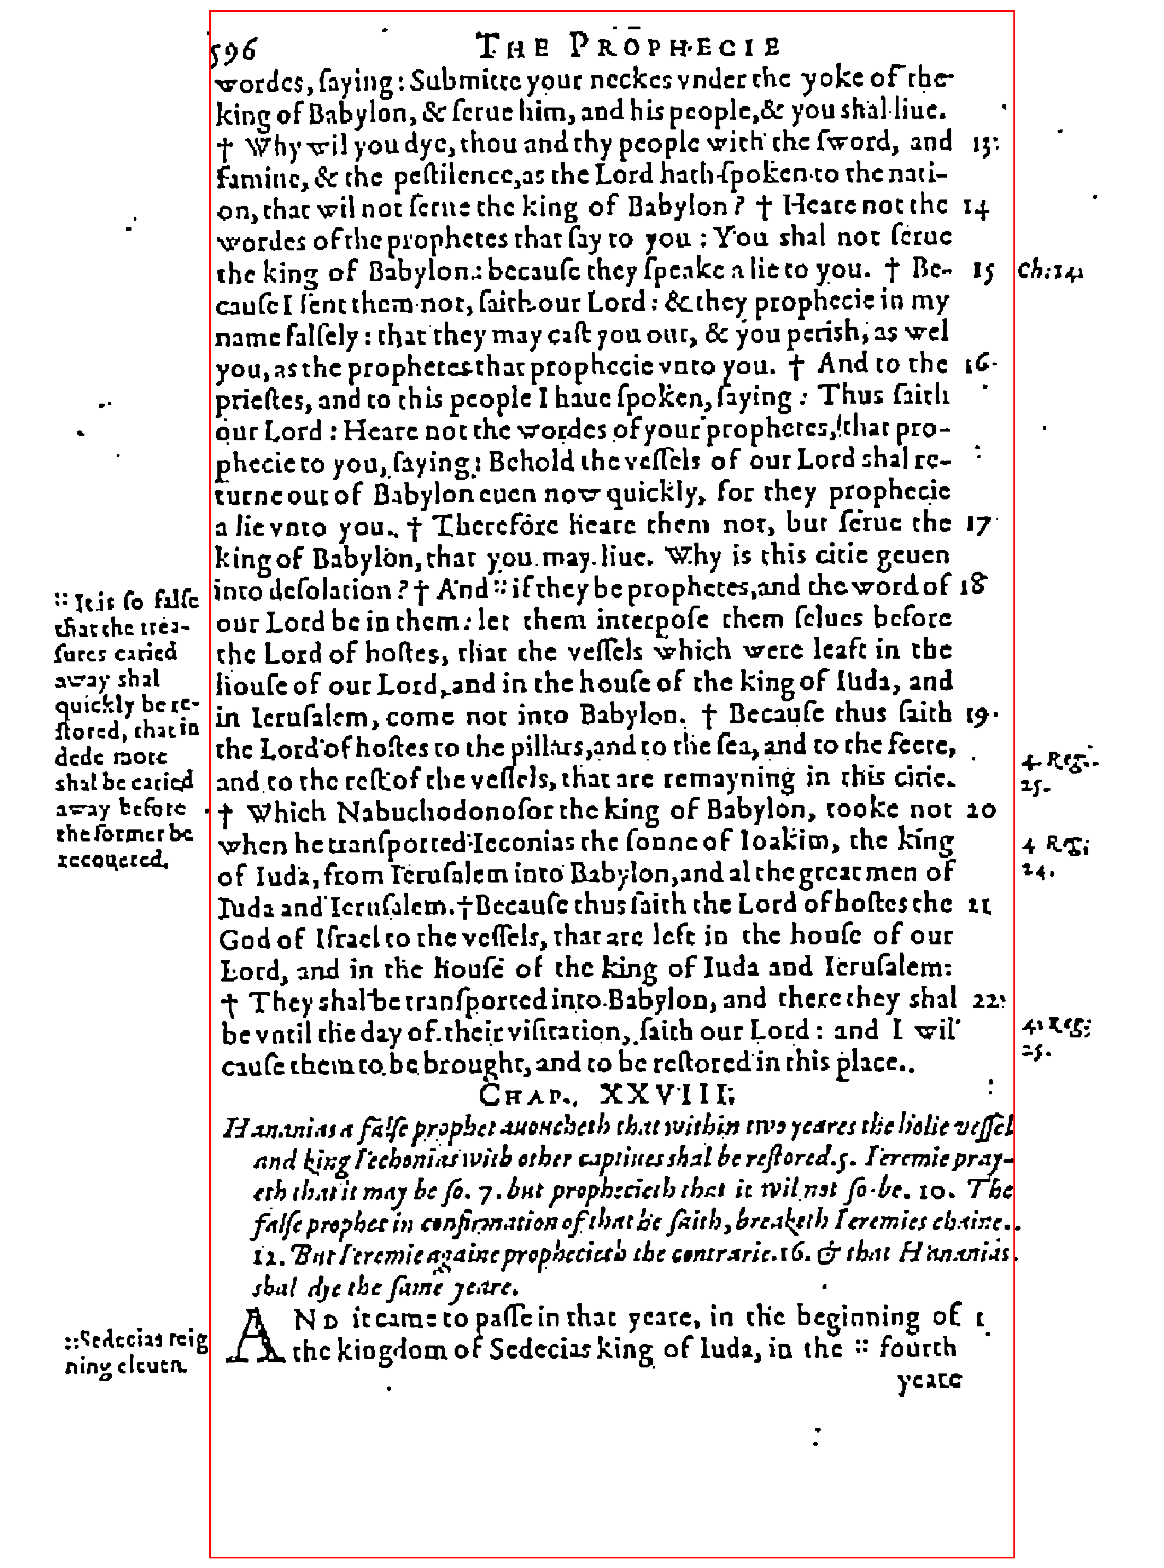 596 THE PROPHECIE
wordes, ſaying: Submitte your neckes vnder the yoke of the
king of Babylon, & ſerue him, and his people, & you shal liue.
† Why wil you dye, thou and thy people with the ſword, and 13
famine, & the peſtilence, as the Lord hath ſpoken to the nati-
on, that wil not ſerue the king of Babylon? † Heare not the 14
wordes of the prophetes that ſay to you: You shal not ſerue
the king of Babylon: becauſe they ſpeake a lie to you. † Be- 15
cauſe I ſent them not, ſaith our Lord: & they prophecie in my
name falſely: that they may caſt you out, & you perish, as wel
you, as the prophetes that prophecie vnto you. † And to the 16
prieſtes, and to this people I haue ſpoken, ſaying: Thus ſaith
our Lord: Heare not the wordes of your prophetes, that pro-
phecie to you, ſaying: Behold the veſſels of our Lord shal re-
turne out of Babylon euen now quickly, for they prophecie
a lie vnto you. † Therefore heare them not, but ſerue the 17
king of Babylon, that you may liue. Why is this citie geuen
into deſolation? † And :: if they be prophetes, and the word of 18
our Lord be in them: let them interpoſe them ſelues before
the Lord of hoſtes, that the veſſels which were leaft in the
houſe of our Lord, and in the houſe of the king of Iuda, and
in Ieruſalem, come not into Babylon. † Becauſe thus ſaith 19
the Lord of hoſtes to the pillars, and to the ſea, and to the feete,
and to the reſt of the veſſels, that are remayning in this citie.
† Which Nabuchodonoſor the king of Babylon, tooke not 20
when he tranſported Ieconias the ſonne of Ioakim, the king
of Iuda, from Ieruſalem into Babylon, and al the great men of
Iuda and Ieruſalem. † Becauſe thus ſaith the Lord of hoſtes the 21
God of Iſrael to the veſſels, that are left in the houſe of our
Lord, and in the houſe of the king of Iuda and Ieruſalem:
† They shal be tranſported into Babylon, and there they shal 22
be vntil the day of their viſitation, ſaith our Lord: and I wil
cauſe them to be brought, and to be reſtored in this place.
CHAP. XXVIII.
Hananias a falſe prophet auoucheth that within two yeares the holie veſſel
and king Iechonias with other captiues shal be reſtored. 5. Ieremie pray-
eth that it may be ſo. 7. but prophecieth that it wil not ſo be. 10. The
falſe prophet in confirmation of that he ſaith, breaketh Ieremies chaine.
12. But Ieremie againe prophecieth the contrarie. 16. & that Hananias
shal dye the ſame yeare.
AND it came to paſſe in that yeare, in the beginning of 1
the kingdom of Sedecias king of Iuda, in the :: fourth
yeare
:: It is ſo falſe
that the trea-
ſures caried
away shal
quickly be re-
ſtored, that in
dede more
shal be caried
away before
the former be
recouered.
:: Sedecias reig
ning eleuen
Ch. 14.
4. Reg.
25.
4 Reg.
24.
4. Reg;
25.